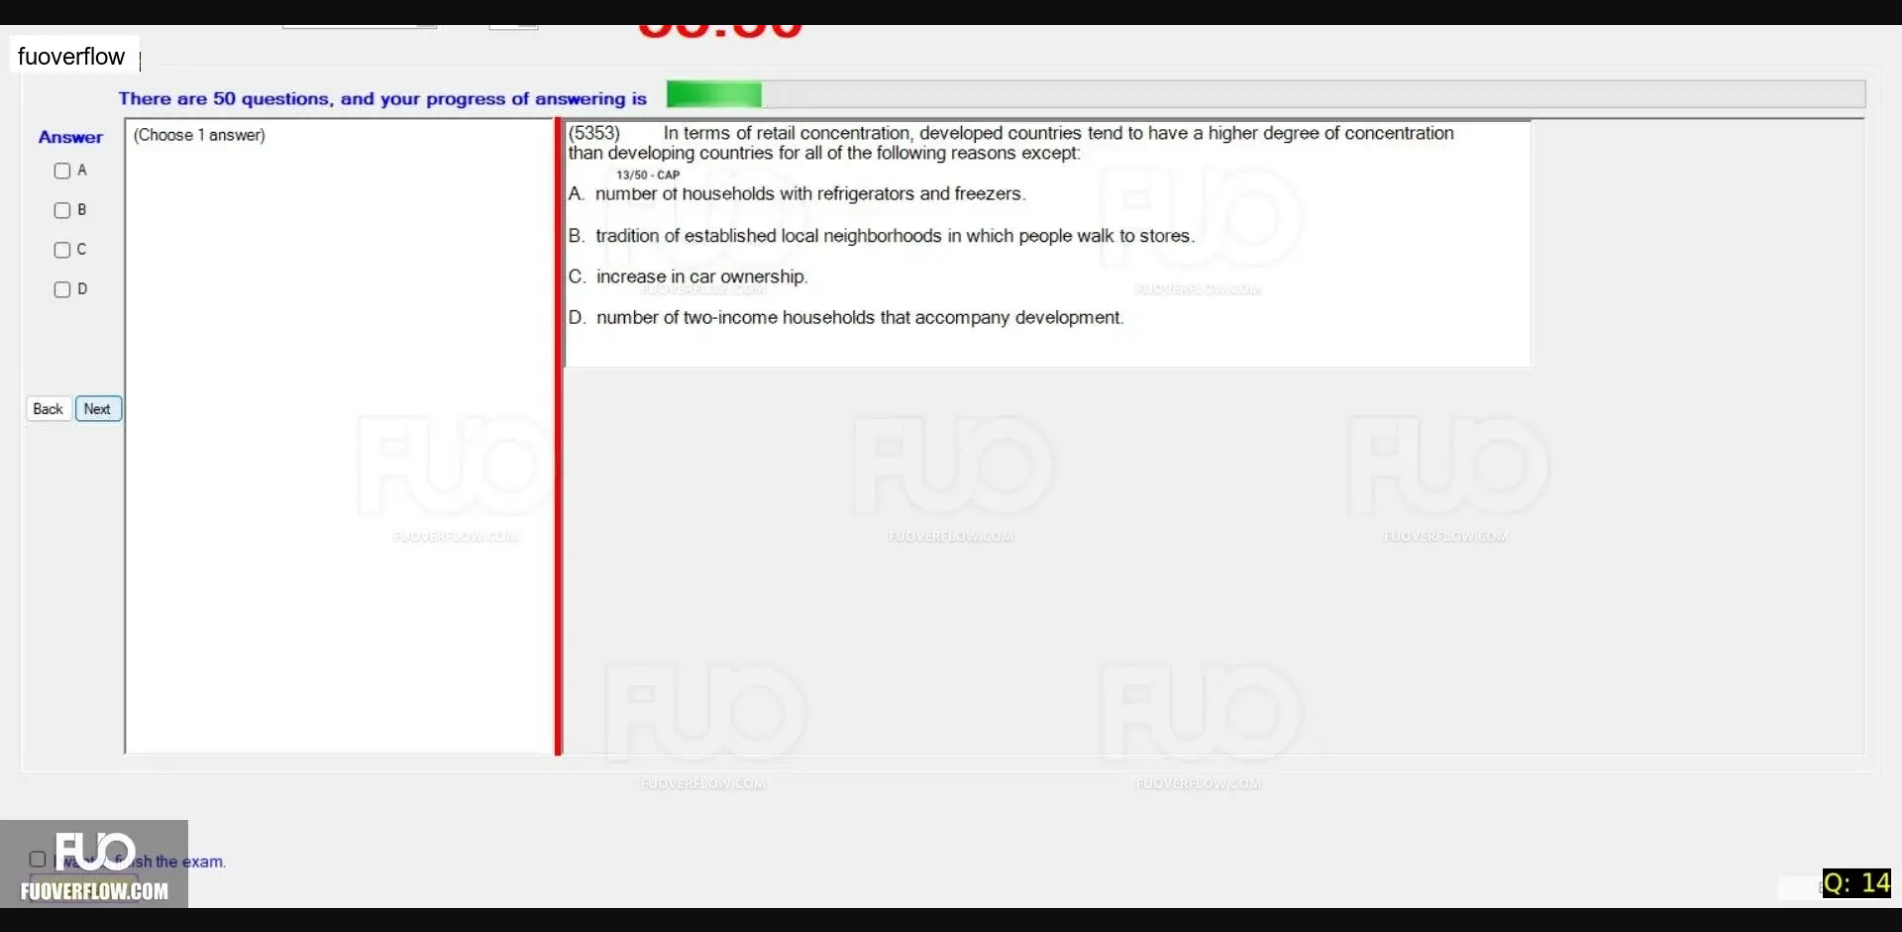 fuoverflow
There are 50 questions, and your progress of answering is
Answer
(Choose 1 answer)
A
B
C
D
Back Next
(5353) In terms of retail concentration, developed countries tend to have a higher degree of concentration
than developing countries for all of the following reasons except:
13/50 - CAP
A. number of households with refrigerators and freezers.
B. tradition of established local neighborhoods in which people walk to stores.
C. increase in car ownership.
D. number of two-income households that accompany development.
FUO
FUOVERFLOW.COM
FUO
FUOVERFLOW.COM
FUO
FUOVERFLOW.COM
FUO
FUOVERFLOW.COM
FUO
FUOVERFLOW.COM
FUO
FUOVERFLOW.COM
FUO
FUOVERFLOW.COM
the exam.
FUO
FUOVERFLOW.COM
Q: 14